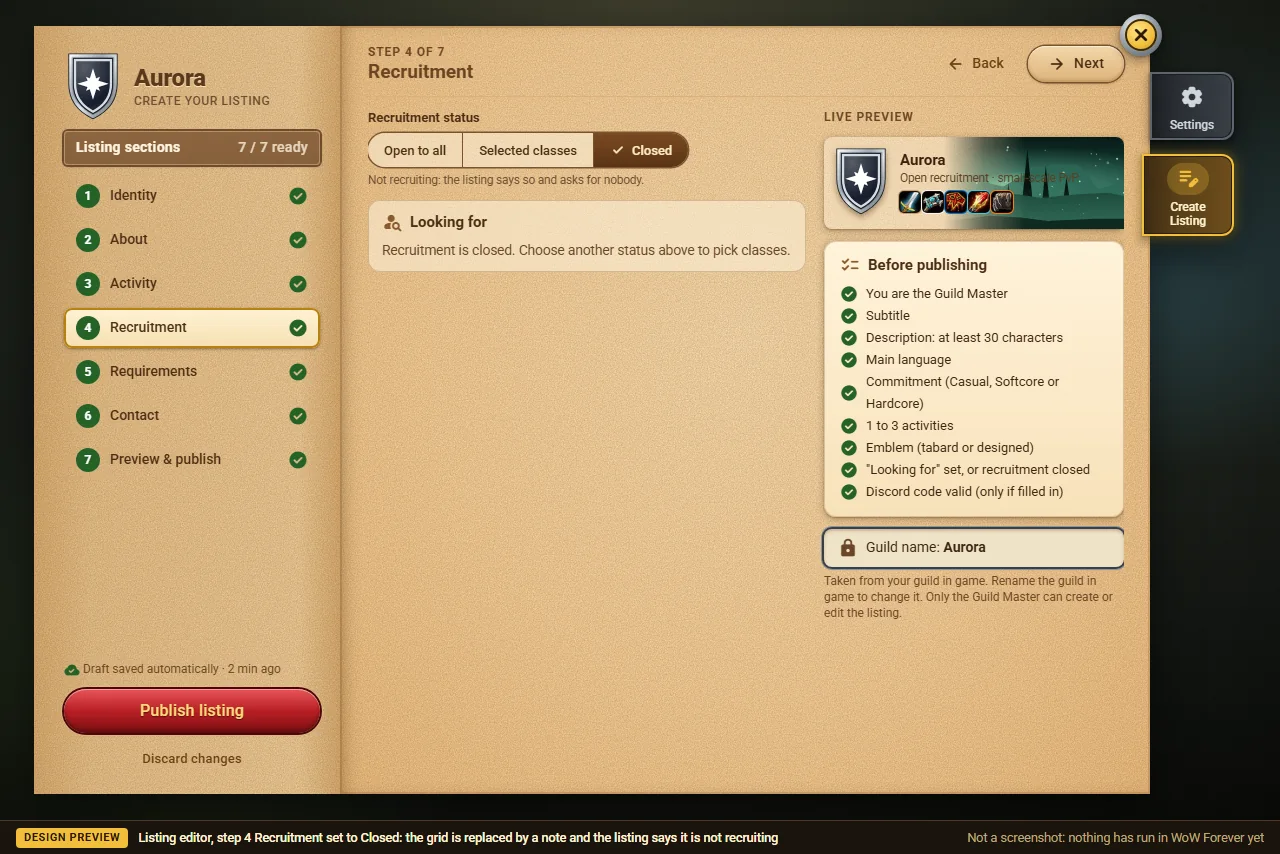 Aurora
CREATE YOUR LISTING
Listing sections 7 / 7 ready
1 Identity
2 About
3 Activity
4 Recruitment
5 Requirements
6 Contact
7 Preview & publish
Draft saved automatically · 2 min ago
Publish listing
Discard changes
STEP 4 OF 7
Recruitment
Back
Next
Recruitment status
Open to all
Selected classes
Closed
Not recruiting: the listing says so and asks for nobody.
Looking for
Recruitment is closed. Choose another status above to pick classes.
LIVE PREVIEW
Aurora
Open recruitment · small-scale PvP
Before publishing
You are the Guild Master
Subtitle
Description: at least 30 characters
Main language
Commitment (Casual, Softcore or
Hardcore)
1 to 3 activities
Emblem (tabard or designed)
"Looking for" set, or recruitment closed
Discord code valid (only if filled in)
Guild name: Aurora
Taken from your guild in game. Rename the guild in
game to change it. Only the Guild Master can create or
edit the listing.
Settings
Create
Listing
DESIGN PREVIEW
Listing editor, step 4 Recruitment set to Closed: the grid is replaced by a note and the listing says it is not recruiting
Not a screenshot: nothing has run in WoW Forever yet